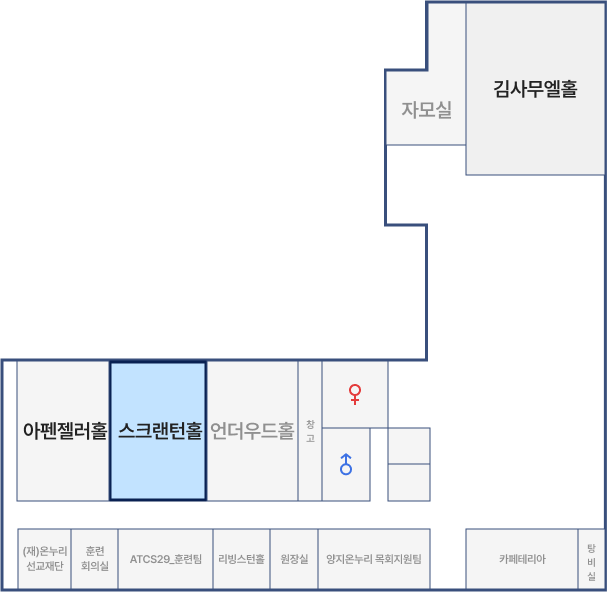 김사무엘홀
자모실
아펜젤러홀
스크랜턴홀
언더우드홀
창
고
(재)온누리
선교재단
훈련
회의실
ATCS29_훈련팀
리빙스턴홀
원장실
양지온누리 목회지원팀
카페테리아
탕
비
실